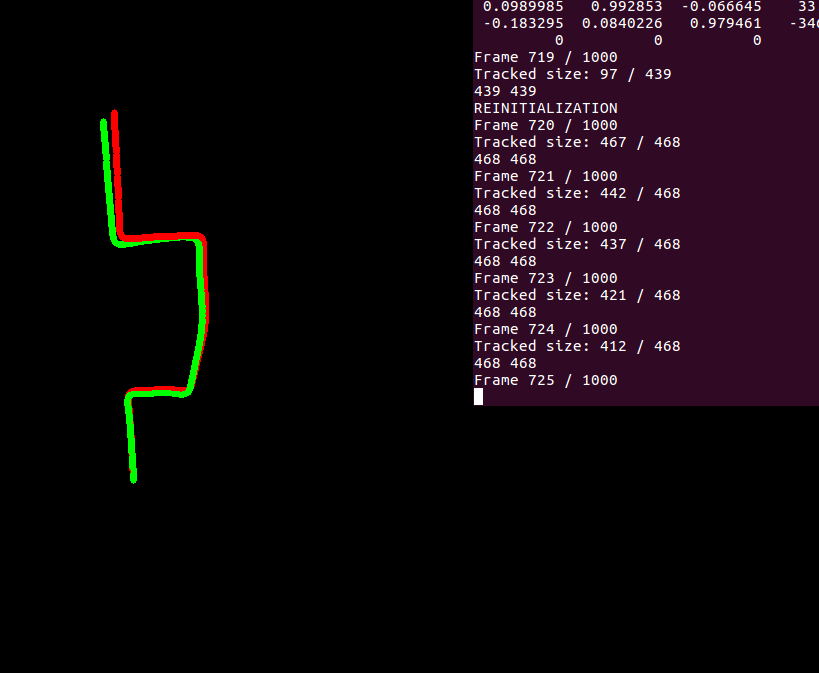 0.0989985 0.992853 -0.066645 33
-0.183295 0.0840226 0.979461 -346
0 0 0
Frame 719 / 1000
Tracked size: 97 / 439
439 439
REINITIALIZATION
Frame 720 / 1000
Tracked size: 467 / 468
468 468
Frame 721 / 1000
Tracked size: 442 / 468
468 468
Frame 722 / 1000
Tracked size: 437 / 468
468 468
Frame 723 / 1000
Tracked size: 421 / 468
468 468
Frame 724 / 1000
Tracked size: 412 / 468
468 468
Frame 725 / 1000